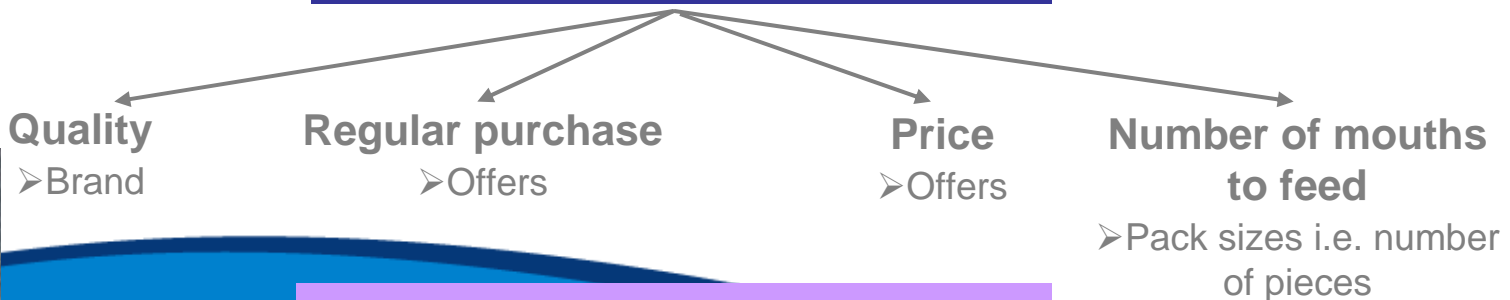 Quality
➢Brand
Regular purchase
➢Offers
Price
➢Offers
Number of mouths
to feed
➢Pack sizes i.e. number
of pieces